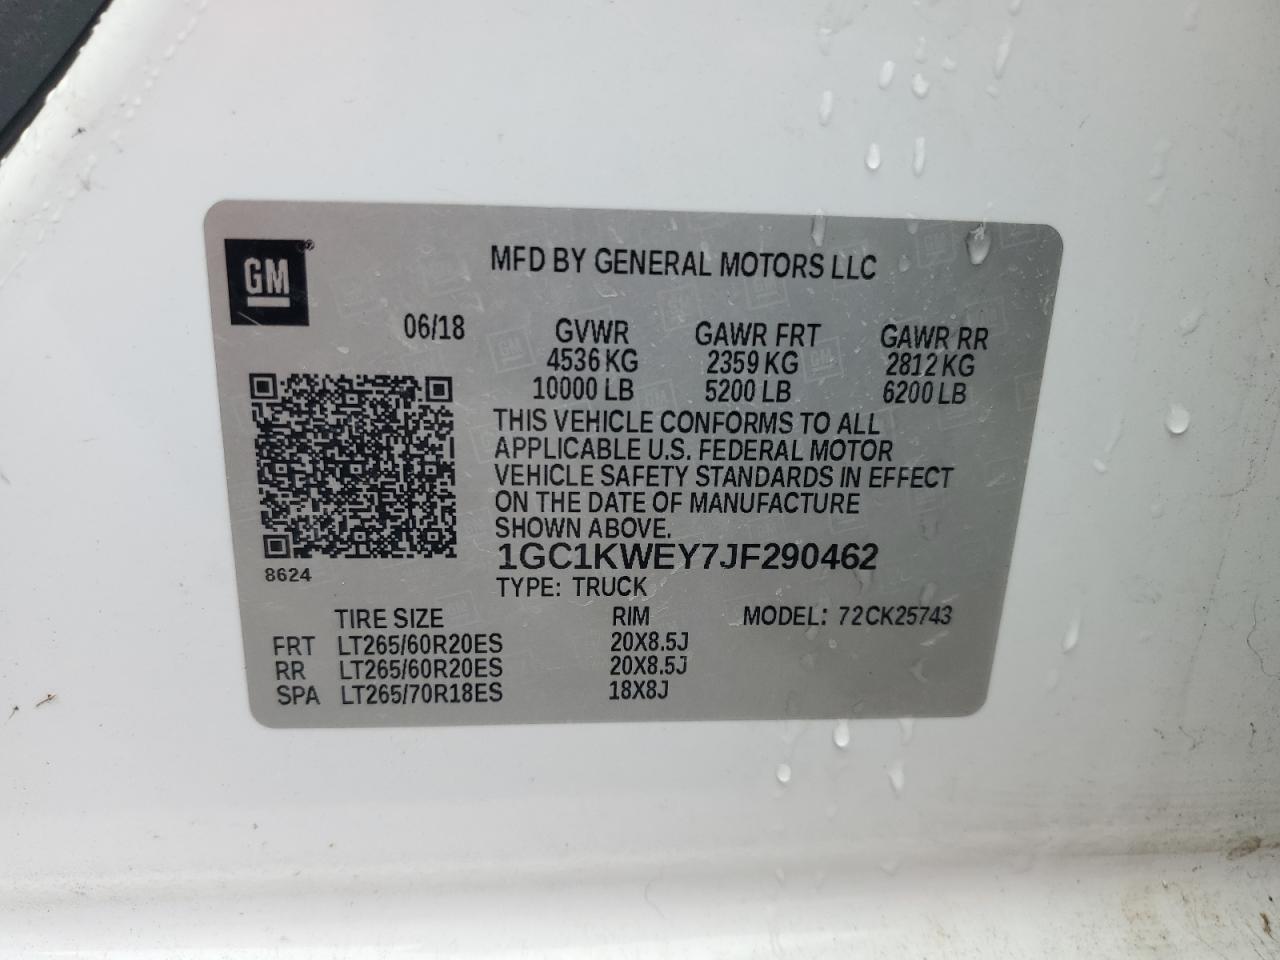 GM®
MFD BY GENERAL MOTORS LLC
06/18 GVWR GAWR FRT GAWR RR
4536 KG 2359 KG 2812 KG
10000 LB 5200 LB 6200 LB
THIS VEHICLE CONFORMS TO ALL
APPLICABLE U.S. FEDERAL MOTOR
VEHICLE SAFETY STANDARDS IN EFFECT
ON THE DATE OF MANUFACTURE
SHOWN ABOVE.
1GC1KWEY7JF290462
8624
TYPE: TRUCK
TIRE SIZE RIM MODEL: 72CK25743
FRT LT265/60R20ES 20X8.5J
RR LT265/60R20ES 20X8.5J
SPA LT265/70R18ES 18X8J